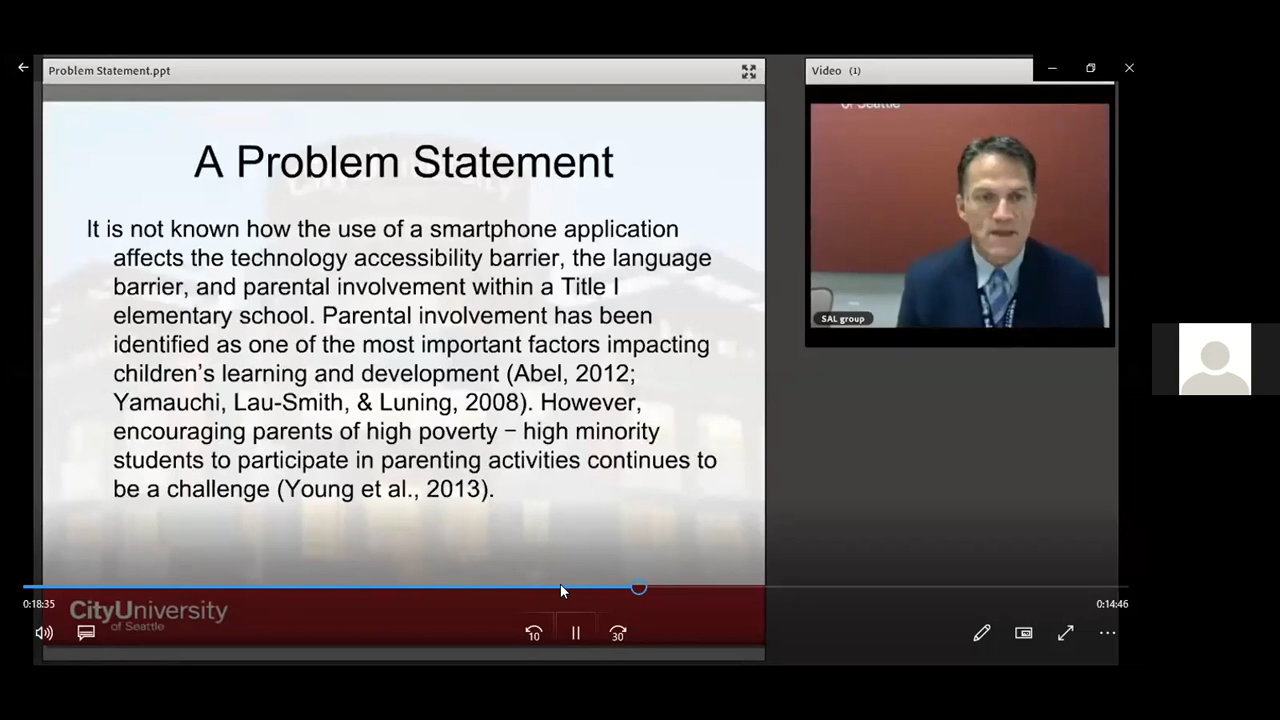 Problem Statement.ppt
Video (1)
of Seattle
A Problem Statement
It is not known how the use of a smartphone application
affects the technology accessibility barrier, the language
barrier, and parental involvement within a Title I
elementary school. Parental involvement has been
identified as one of the most important factors impacting
children’s learning and development (Abel, 2012;
Yamauchi, Lau-Smith, & Luning, 2008). However,
encouraging parents of high poverty − high minority
students to participate in parenting activities continues to
be a challenge (Young et al., 2013).
SAL group
0:18:35
0:14:46
CityUniversity
of Seattle
10
30